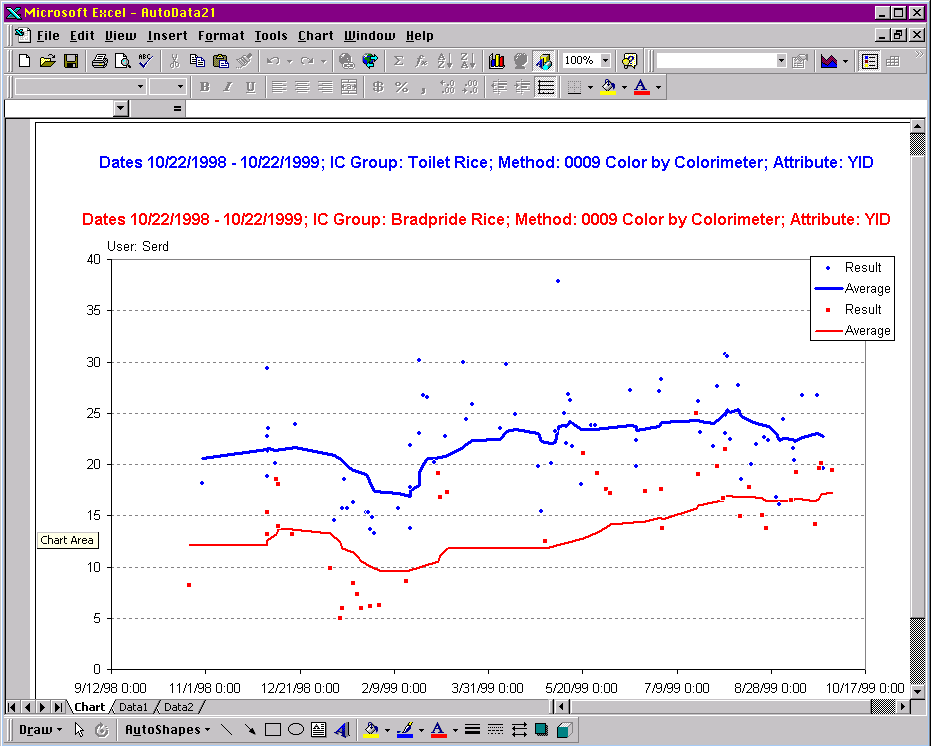 Microsoft Excel - AutoData21
File Edit View Insert Format Tools Chart Window Help
ABC
Σ fx A Z Z A 100% ?
B I U $ % , +.0 .00 .00 +.0 A
=
Dates 10/22/1998 - 10/22/1999; IC Group: Toilet Rice; Method: 0009 Color by Colorimeter; Attribute: YID
Dates 10/22/1998 - 10/22/1999; IC Group: Bradpride Rice; Method: 0009 Color by Colorimeter; Attribute: YID
User: Serd
40
35
30
25
20
15
10
5
0
Result
Average
Result
Average
Chart Area
9/12/98 0:00 11/1/98 0:00 12/21/98 0:00 2/9/99 0:00 3/31/99 0:00 5/20/99 0:00 7/9/99 0:00 8/28/99 0:00 10/17/99 0:00
Chart Data1 Data2
Draw AutoShapes A A